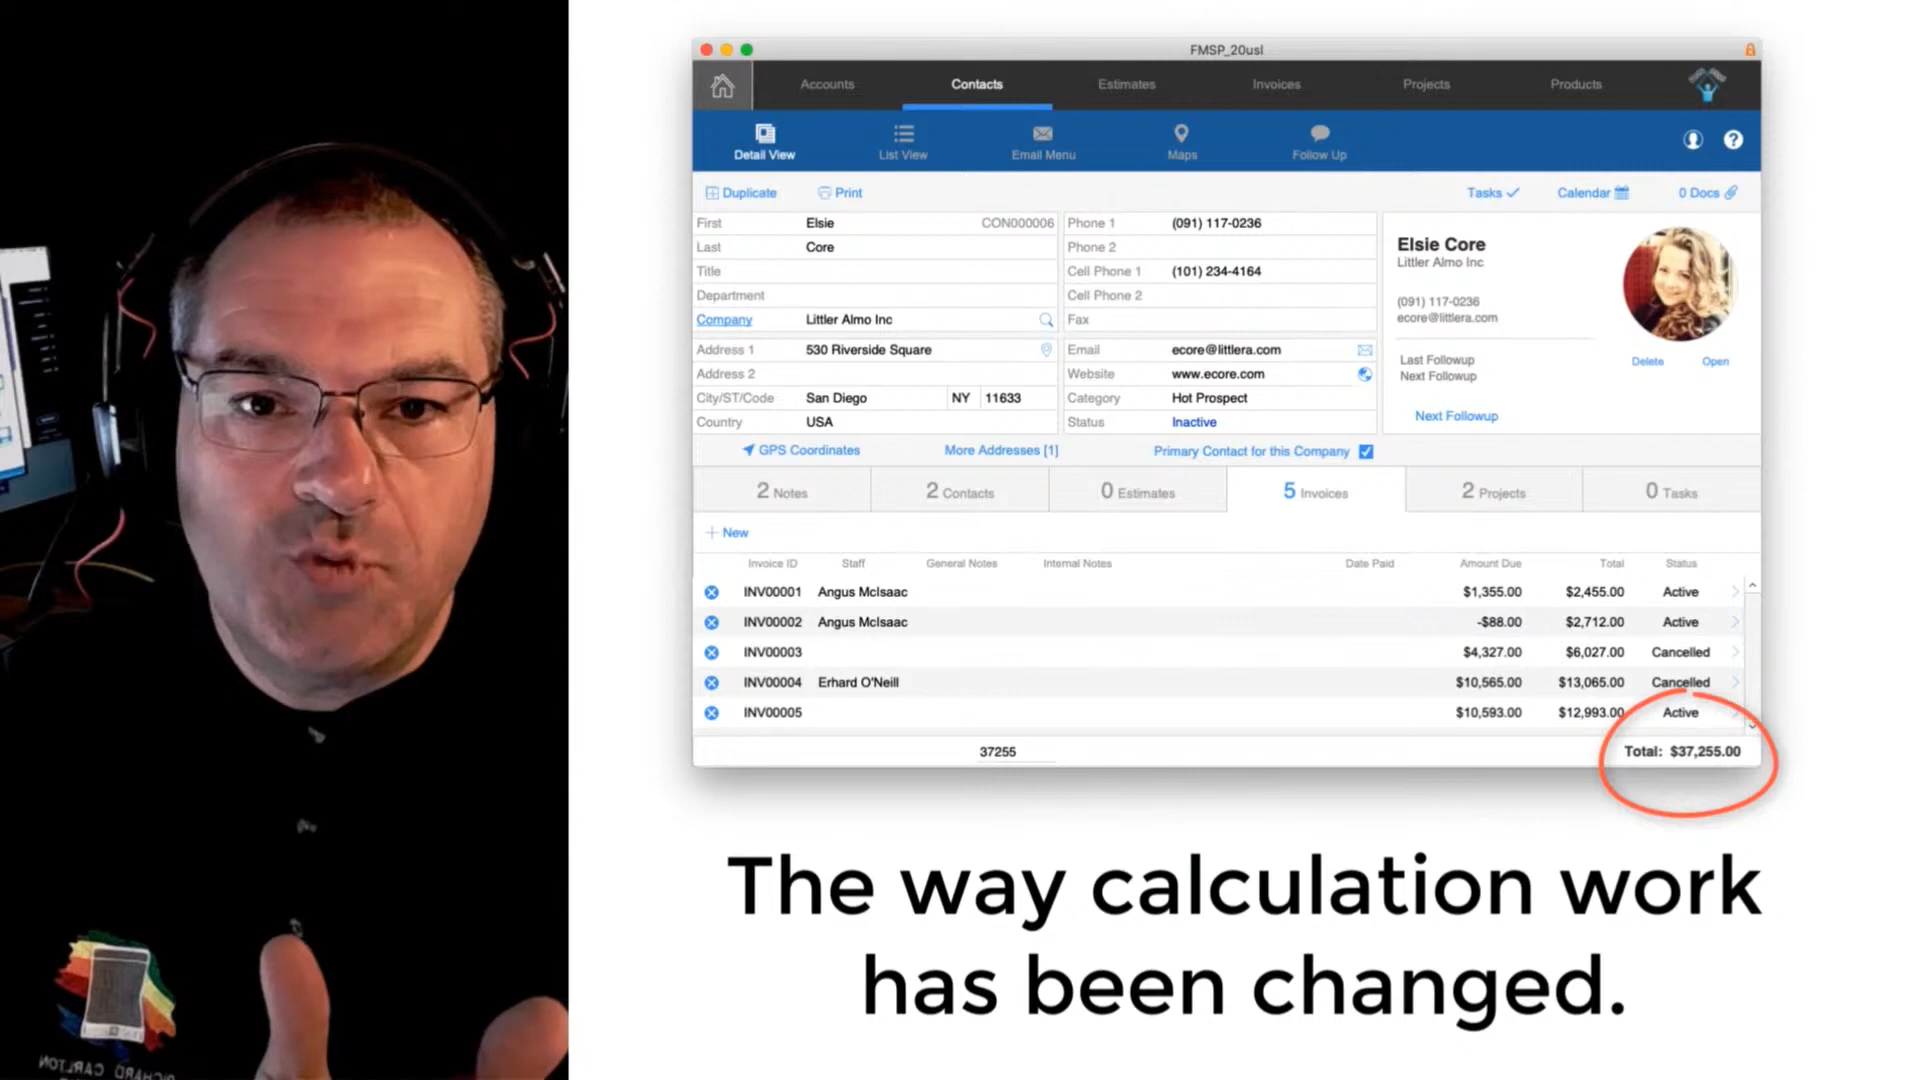 FMSP_20usl
Accounts Contacts Estimates Invoices Projects Products
Detail View List View Email Menu Maps Follow Up
?
Duplicate Print Tasks Calendar 0 Docs
First Elsie CON000006 Phone 1 (091) 117-0236
Last Core Phone 2
Title Cell Phone 1 (101) 234-4164
Department Cell Phone 2
Company Littler Almo Inc Fax
Address 1 530 Riverside Square Email ecore@littlera.com
Address 2 Website www.ecore.com
City/ST/Code San Diego NY 11633 Category Hot Prospect
Country USA Status Inactive
Elsie Core
Littler Almo Inc
(091) 117-0236
ecore@littlera.com
Last Followup
Next Followup
Delete Open
Next Followup
GPS Coordinates More Addresses [1] Primary Contact for this Company
2 Notes 2 Contacts 0 Estimates 5 Invoices 2 Projects 0 Tasks
New
Invoice ID Staff General Notes Internal Notes Date Paid Amount Due Total Status
INV00001 Angus McIsaac $1,355.00 $2,455.00 Active
INV00002 Angus McIsaac -$88.00 $2,712.00 Active
INV00003 $4,327.00 $6,027.00 Cancelled
INV00004 Erhard O'Neill $10,565.00 $13,065.00 Cancelled
INV00005 $10,593.00 $12,993.00 Active
37255 Total: $37,255.00
The way calculation work
has been changed.
RICHARD CARLTON